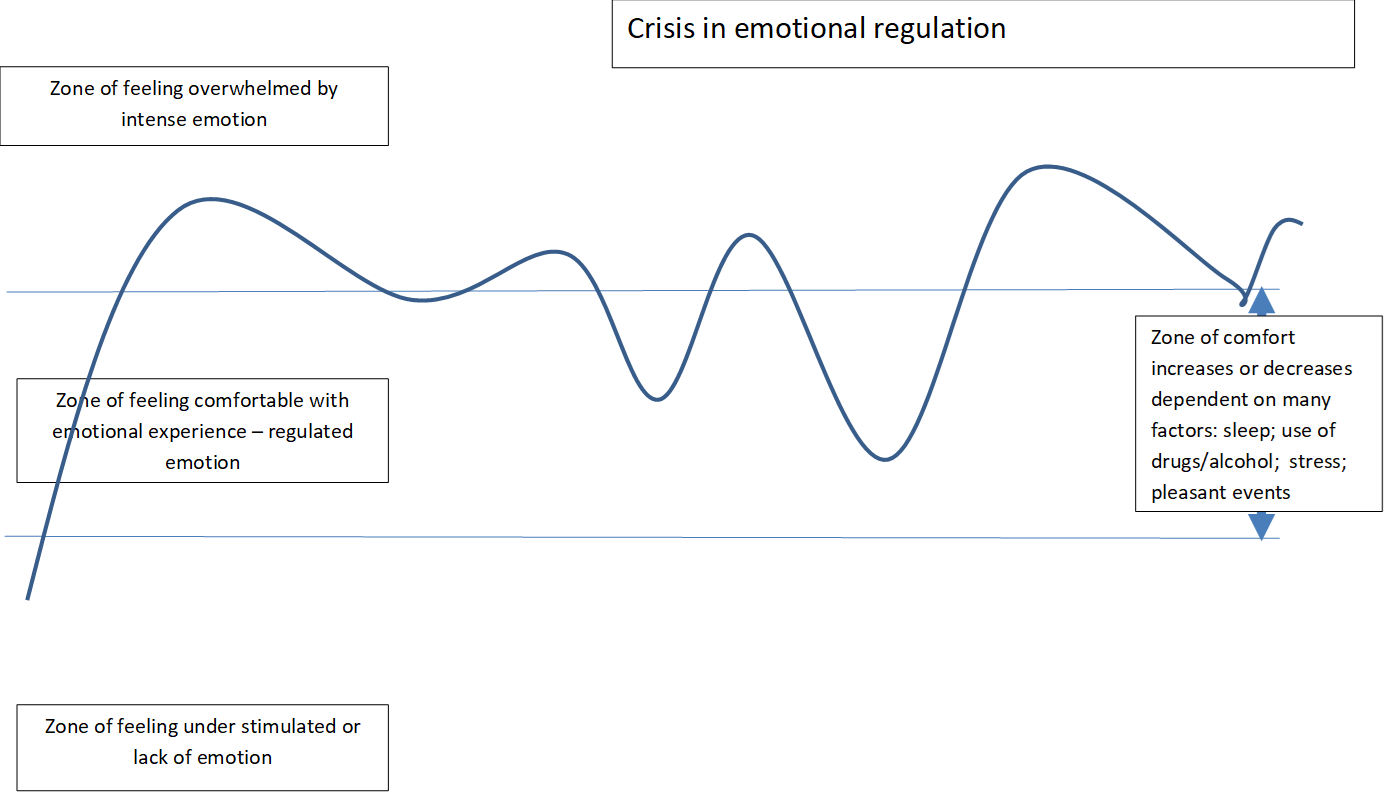 Crisis in emotional regulation
Zone of feeling overwhelmed by
intense emotion
Zone of feeling comfortable with
emotional experience – regulated
emotion
Zone of comfort
increases or decreases
dependent on many
factors: sleep; use of
drugs/alcohol; stress;
pleasant events
Zone of feeling under stimulated or
lack of emotion